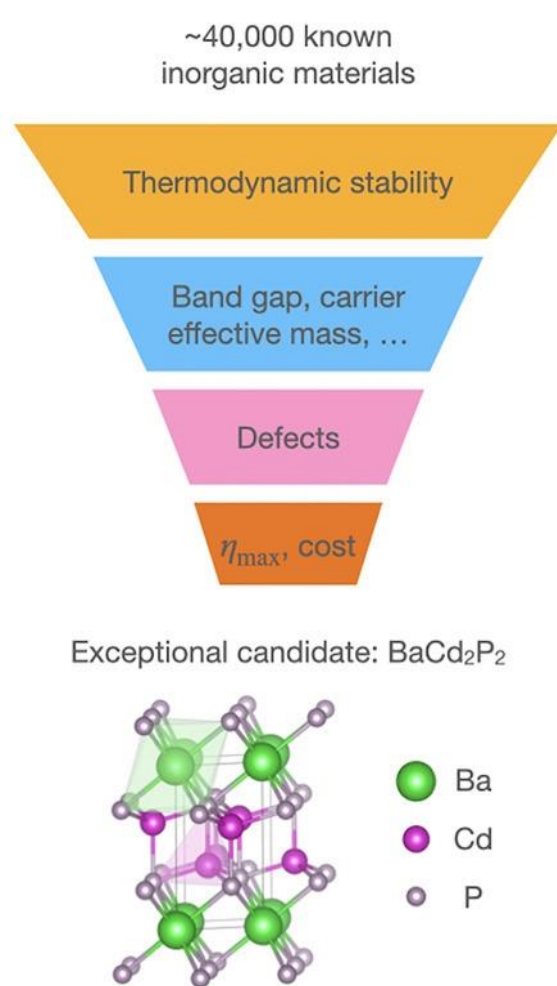 ~40,000 known
inorganic materials
Thermodynamic stability
Band gap, carrier
effective mass, …
Defects
ηmax, cost
Exceptional candidate: BaCd₂P₂
Ba
Cd
P